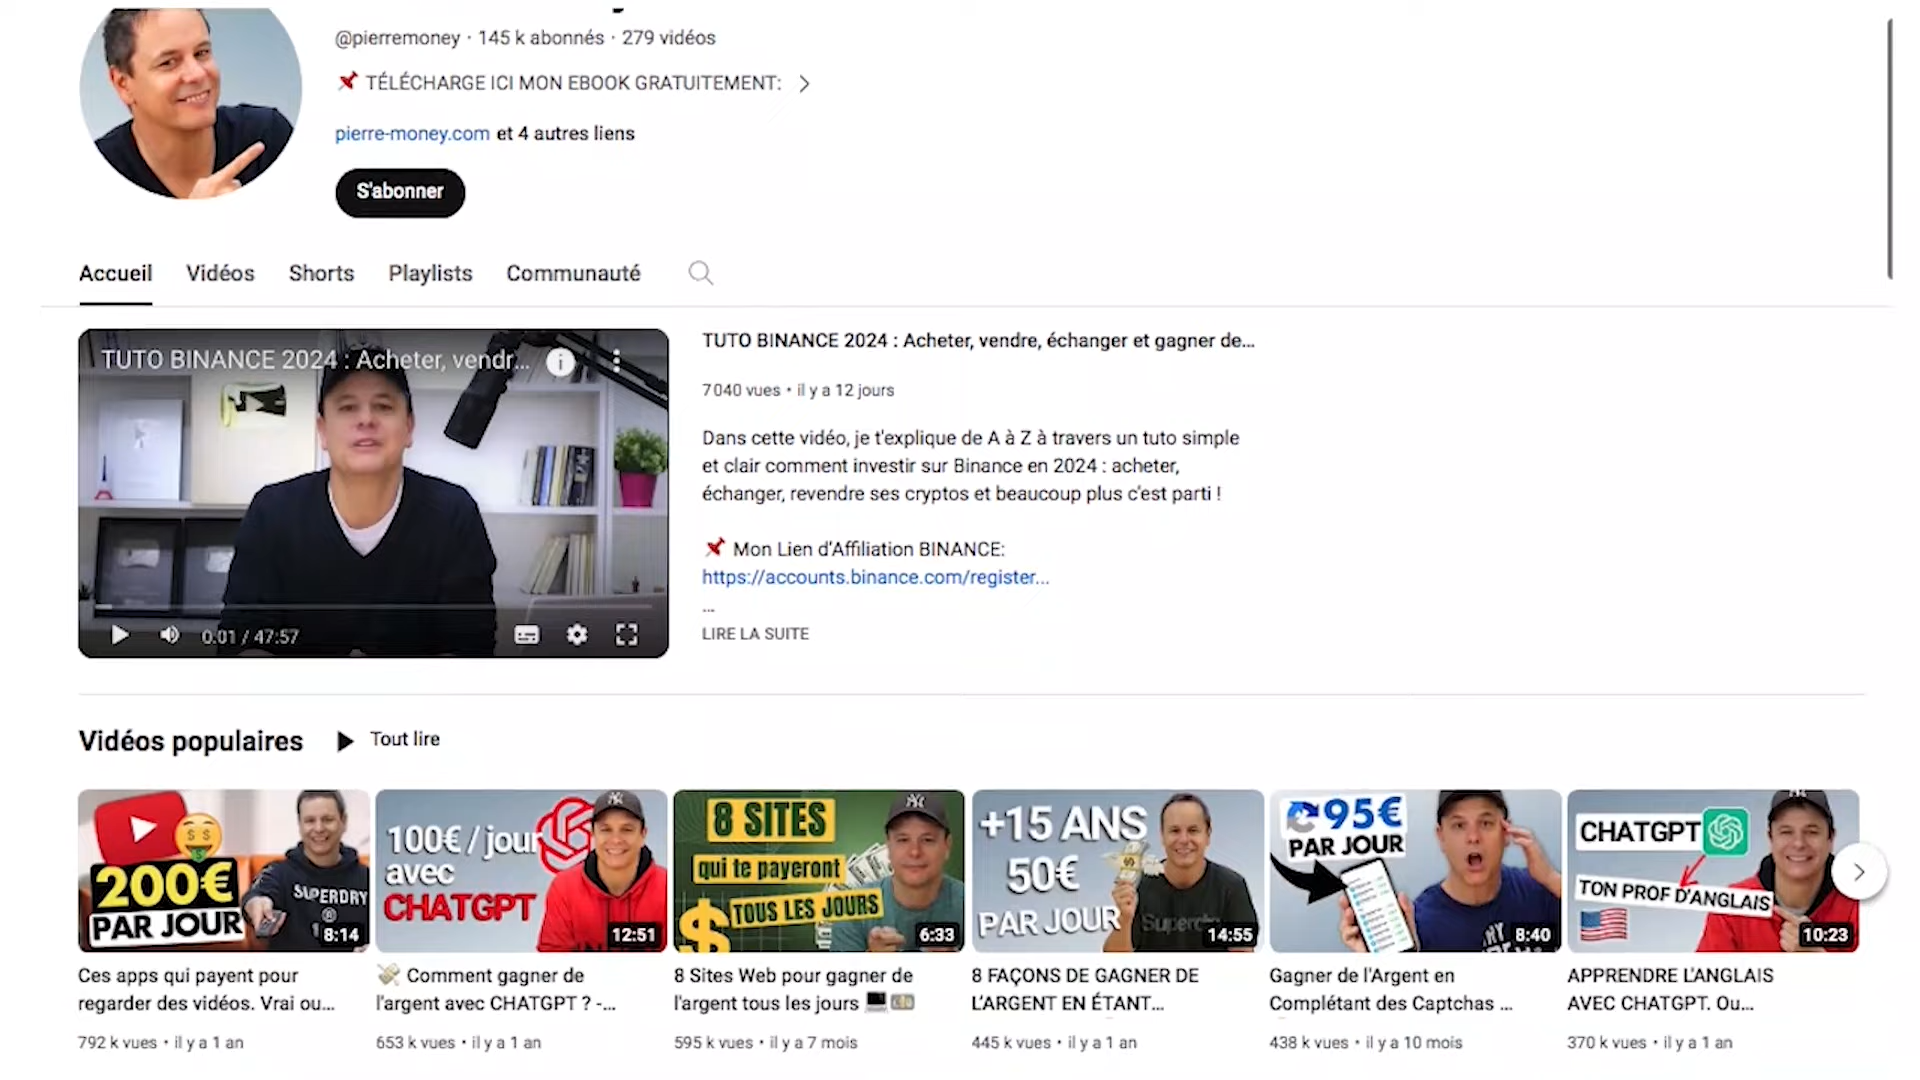 @pierremoney · 145 k abonnés · 279 vidéos
TÉLÉCHARGE ICI MON EBOOK GRATUITEMENT:
pierre-money.com et 4 autres liens
S'abonner
Accueil Vidéos Shorts Playlists Communauté
TUTO BINANCE 2024 : Acheter, vendr...
0:01 / 47:57
TUTO BINANCE 2024 : Acheter, vendre, échanger et gagner de...
7 040 vues • il y a 12 jours
Dans cette vidéo, je t'explique de A à Z à travers un tuto simple
et clair comment investir sur Binance en 2024 : acheter,
échanger, revendre ses cryptos et beaucoup plus c'est parti !
Mon Lien d'Affiliation BINANCE:
https://accounts.binance.com/register...
...
LIRE LA SUITE
Vidéos populaires
Tout lire
200€
PAR JOUR
SUPERDRY
8:14
Ces apps qui payent pour
regarder des vidéos. Vrai ou...
792 k vues • il y a 1 an
100€ / jour
avec
CHATGPT
12:51
Comment gagner de
l'argent avec CHATGPT ? -...
653 k vues • il y a 1 an
8 SITES
qui te payeront
TOUS LES JOURS
6:33
8 Sites Web pour gagner de
l'argent tous les jours
595 k vues • il y a 7 mois
+15 ANS
50€
PAR JOUR
14:55
8 FAÇONS DE GAGNER DE
L'ARGENT EN ÉTANT...
445 k vues • il y a 1 an
95€
PAR JOUR
8:40
Gagner de l'Argent en
Complétant des Captchas ...
438 k vues • il y a 10 mois
CHATGPT
TON PROF D'ANGLAIS
10:23
APPRENDRE L'ANGLAIS
AVEC CHATGPT. Ou...
370 k vues • il y a 1 an